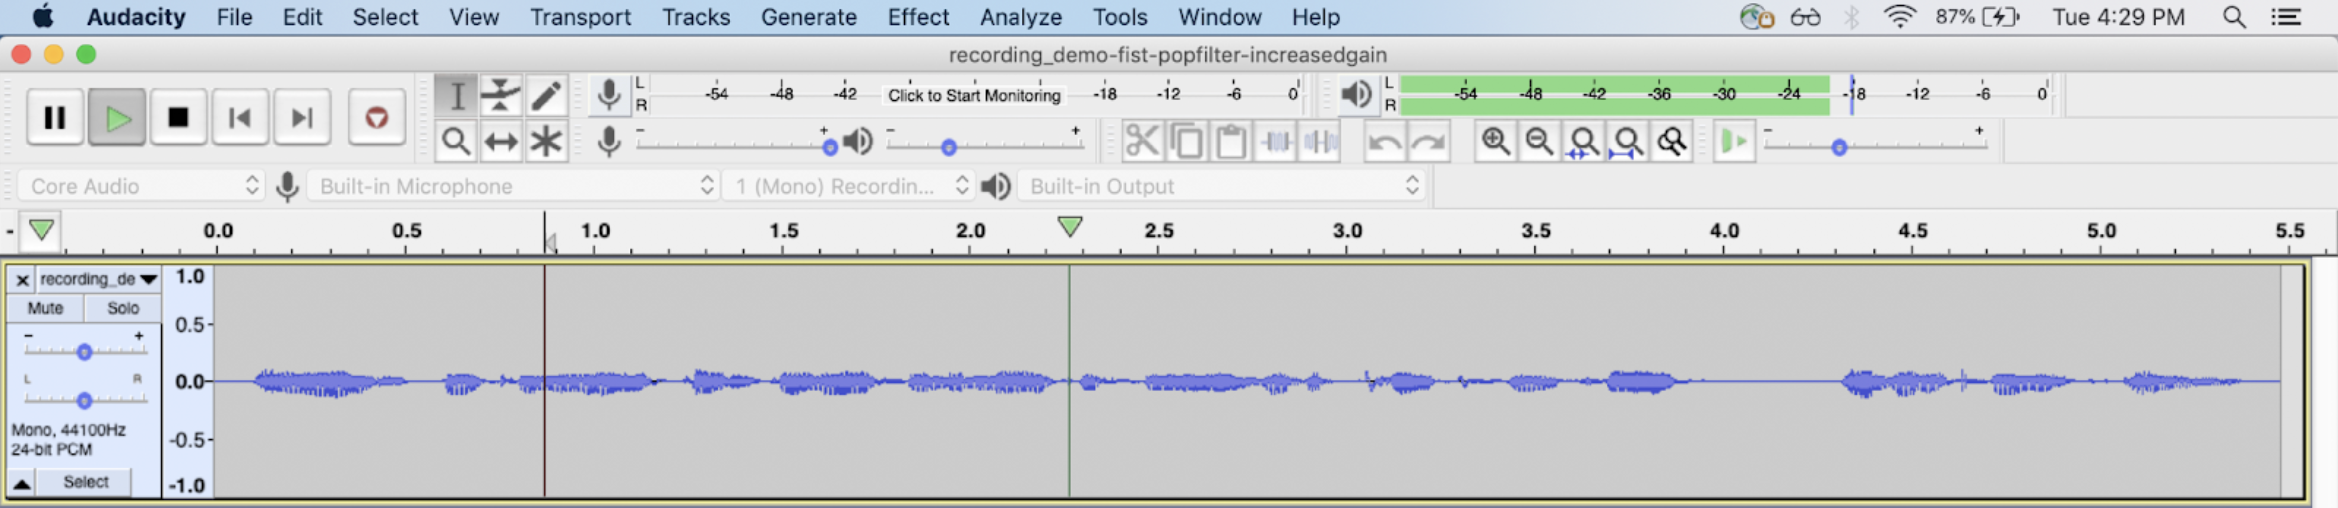 Audacity File Edit Select View Transport Tracks Generate Effect Analyze Tools Window Help 87% Tue 4:29 PM
recording_demo-fist-popfilter-increasedgain
L R -54 -48 -42 Click to Start Monitoring -18 -12 -6 0 L R -54 -48 -42 -36 -30 -24 -18 -12 -6 0
- + - + - +
Core Audio Built-in Microphone 1 (Mono) Recordin... Built-in Output
- 0.0 0.5 1.0 1.5 2.0 2.5 3.0 3.5 4.0 4.5 5.0 5.5
x recording_de 1.0
Mute Solo
- + 0.5-
L R 0.0-
Mono, 44100Hz
24-bit PCM -0.5-
Select -1.0